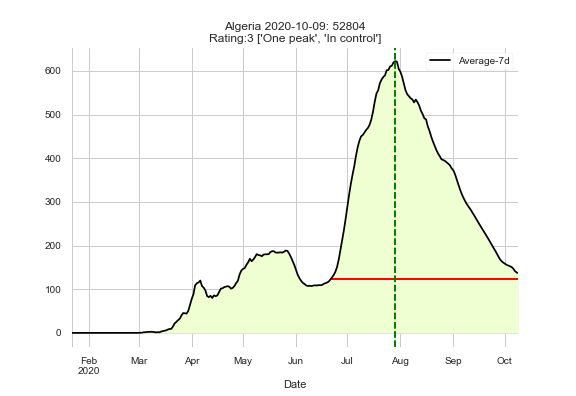 Algeria 2020-10-09: 52804
Rating:3 ['One peak', 'In control']
Average-7d
600
500
400
300
200
100
0
Feb Mar Apr May Jun Jul Aug Sep Oct
2020
Date